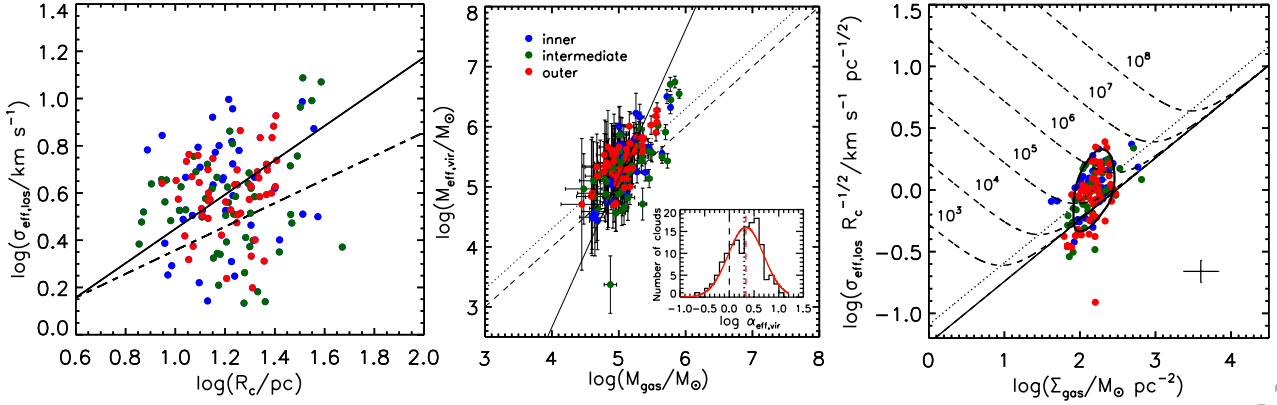 log(σeff,los/km s⁻¹)
1.4
1.2
1.0
0.8
0.6
0.4
0.2
0.0
0.6 0.8 1.0 1.2 1.4 1.6 1.8 2.0
log(Rc/pc)
log(Meff,vir/M⊙)
8
7
6
5
4
3
inner
intermediate
outer
3 4 5 6 7 8
log(Mgas/M⊙)
Number of clouds
20
15
10
5
0
−1.0 −0.5 0.0 0.5 1.0 1.5
log αeff,vir
log(σeff,los Rc⁻¹/²/km s⁻¹ pc⁻¹/²)
1.5
1.0
0.5
0.0
−0.5
−1.0
10⁸
10⁷
10⁶
10⁵
10⁴
10³
0 1 2 3 4
log(Σgas/M⊙ pc⁻²)